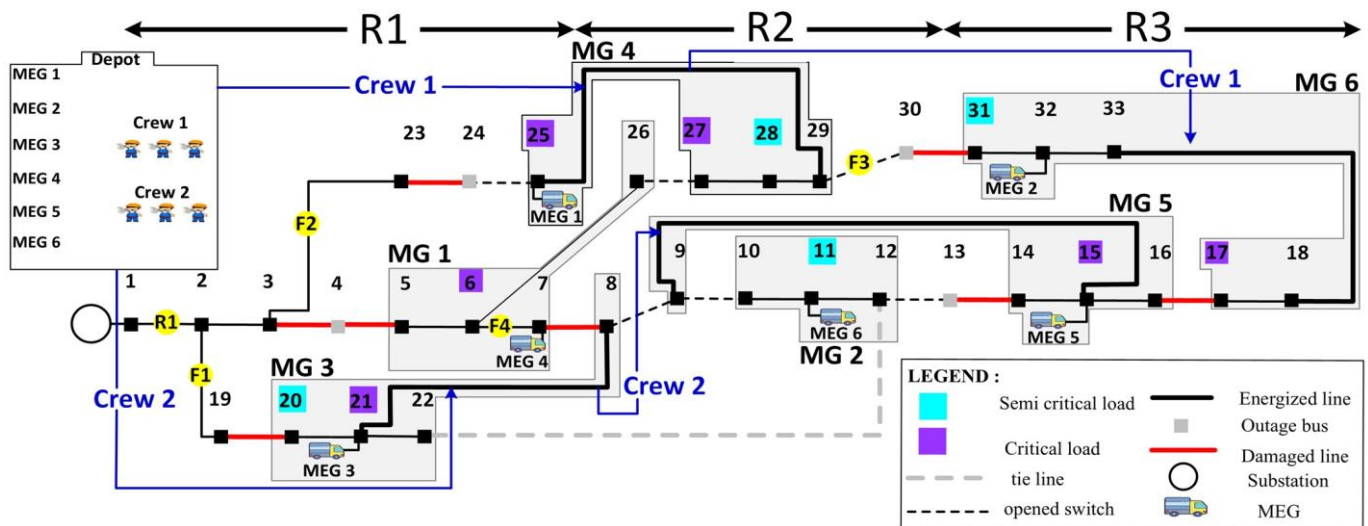 R1 R2 R3
MG 4
MG 6
Depot
MEG 1
MEG 2
MEG 3
MEG 4
MEG 5
MEG 6
Crew 1
Crew 2
Crew 1
Crew 1
23 24 25 26 27 28 29 30 31 32 33
F3
MEG 1
MEG 2
F2
MG 1
MG 5
1 2 3 4 5 6 7 8 9 10 11 12 13 14 15 16 17 18
R1
F4
MEG 4
MEG 6
MEG 5
MG 2
F1
MG 3
Crew 2
Crew 2
19 20 21 22
MEG 3
LEGEND :
Semi critical load
Critical load
tie line
opened switch
Energized line
Outage bus
Damaged line
Substation
MEG